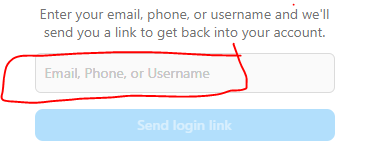 Enter your email, phone, or username and we'll
send you a link to get back into your account.
Email, Phone, or Username
Send login link